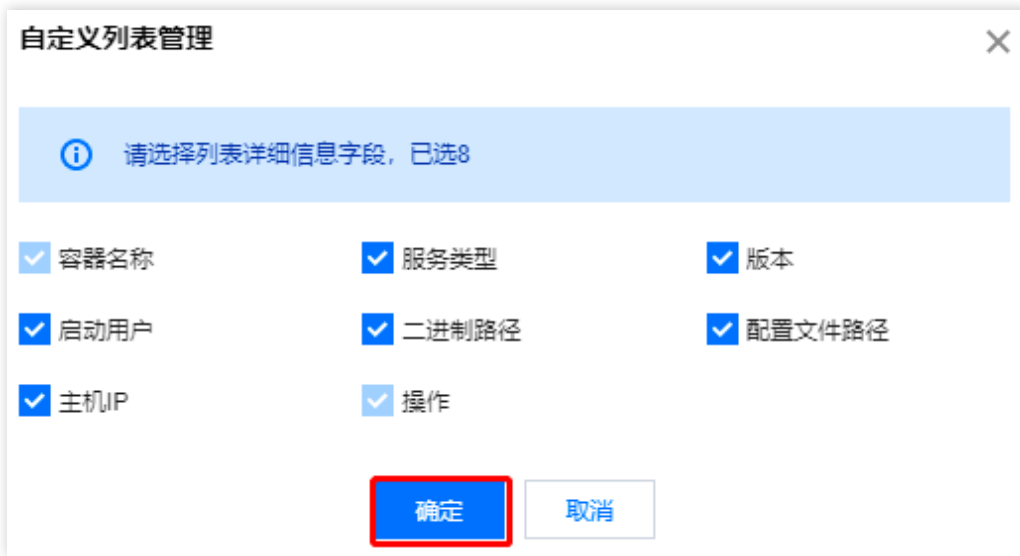 自定义列表管理
请选择列表详细信息字段，已选8
容器名称 服务类型 版本
启动用户 二进制路径 配置文件路径
主机IP 操作
确定 取消